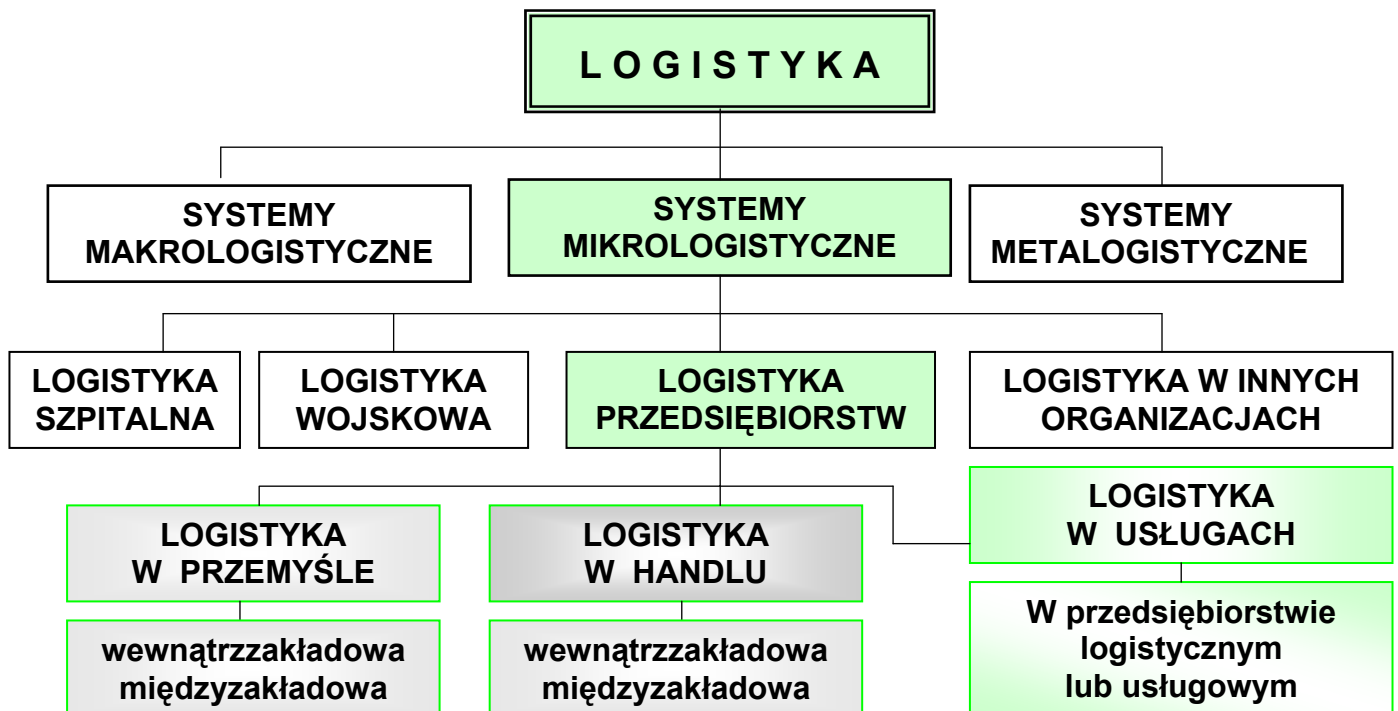 L O G I S T Y K A
SYSTEMY
MAKROLOGISTYCZNE
SYSTEMY
MIKROLOGISTYCZNE
SYSTEMY
METALOGISTYCZNE
LOGISTYKA
SZPITALNA
LOGISTYKA
WOJSKOWA
LOGISTYKA
PRZEDSIĘBIORSTW
LOGISTYKA W INNYCH
ORGANIZACJACH
LOGISTYKA
W PRZEMYŚLE
LOGISTYKA
W HANDLU
LOGISTYKA
W USŁUGACH
wewnątrzzakładowa
międzyzakładowa
wewnątrzzakładowa
międzyzakładowa
W przedsiębiorstwie
logistycznym
lub usługowym